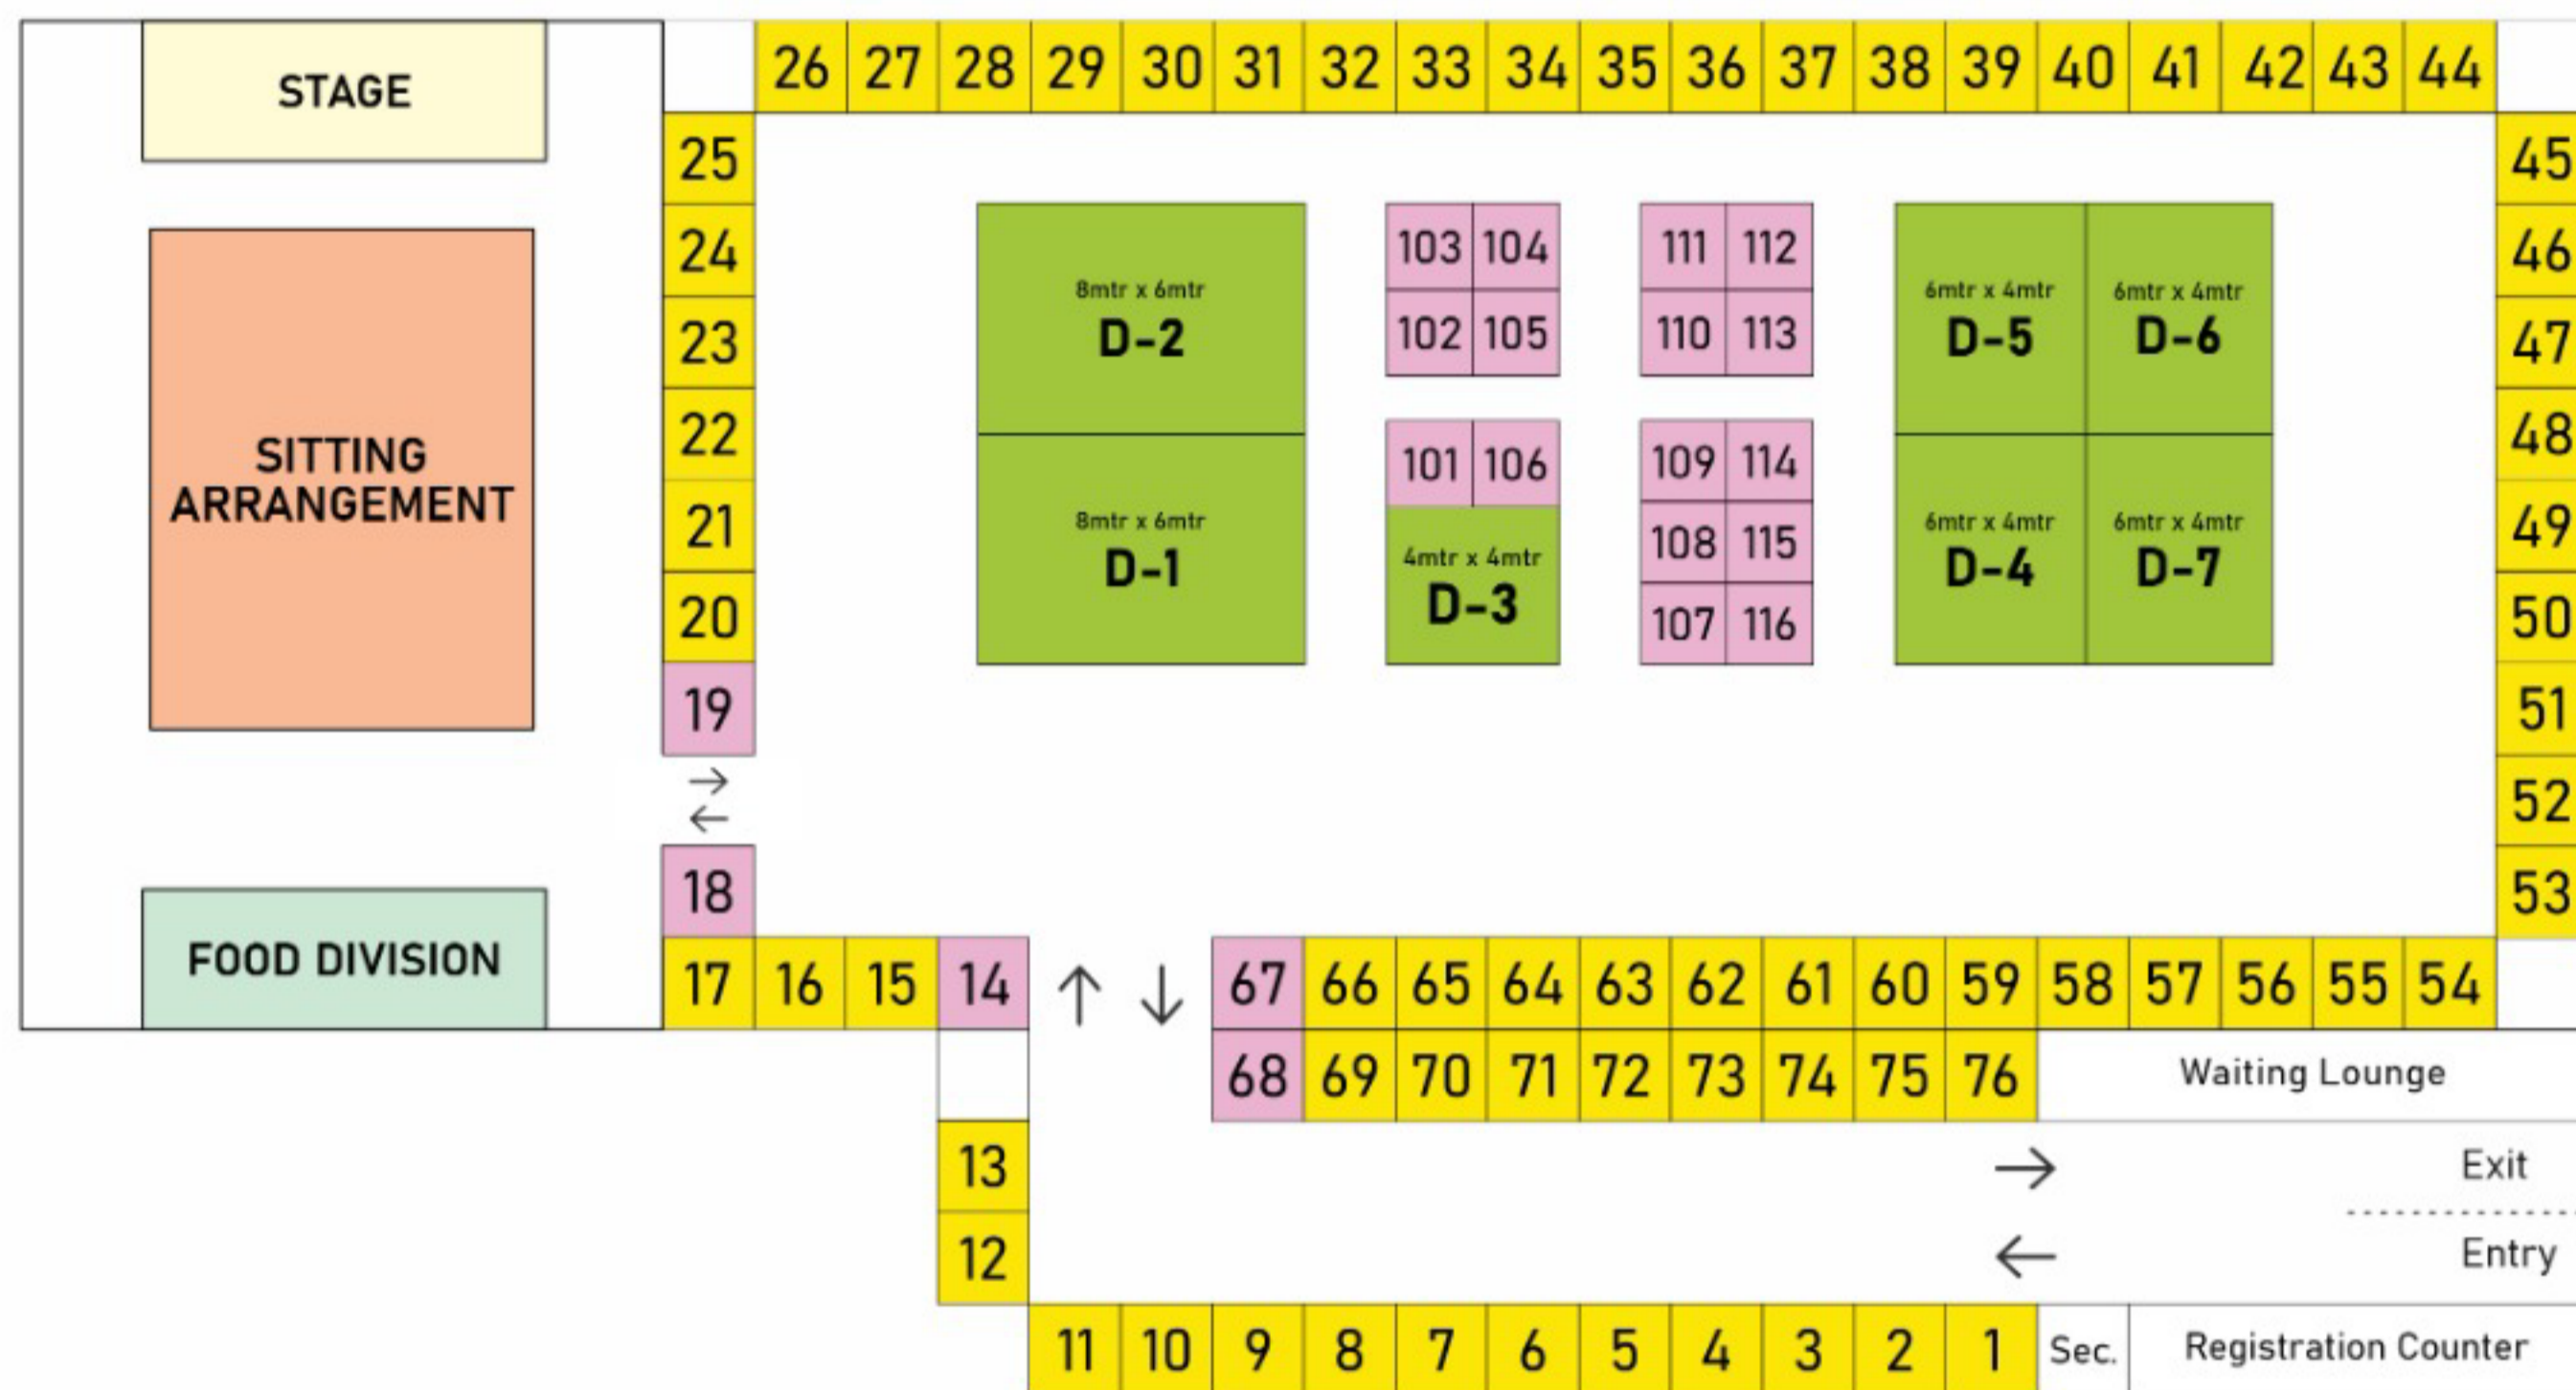 STAGE
26 27 28 29 30 31 32 33 34 35 36 37 38 39 40 41 42 43 44
25 45
103 104 111 112
24 46
8mtr x 6mtr 6mtr x 4mtr 6mtr x 4mtr
D-2 102 105 110 113 D-5 D-6
23 47
22 48
SITTING
ARRANGEMENT
101 106 109 114
21 49
8mtr x 6mtr 6mtr x 4mtr 6mtr x 4mtr
108 115
4mtr x 4mtr
D-1 D-4 D-7
D-3
20 107 116 50
19 51
→
←
52
18 53
FOOD DIVISION
17 16 15 14 ↑ ↓ 67 66 65 64 63 62 61 60 59 58 57 56 55 54
68 69 70 71 72 73 74 75 76 Waiting Lounge
13 → Exit
12 ← Entry
11 10 9 8 7 6 5 4 3 2 1 Sec. Registration Counter